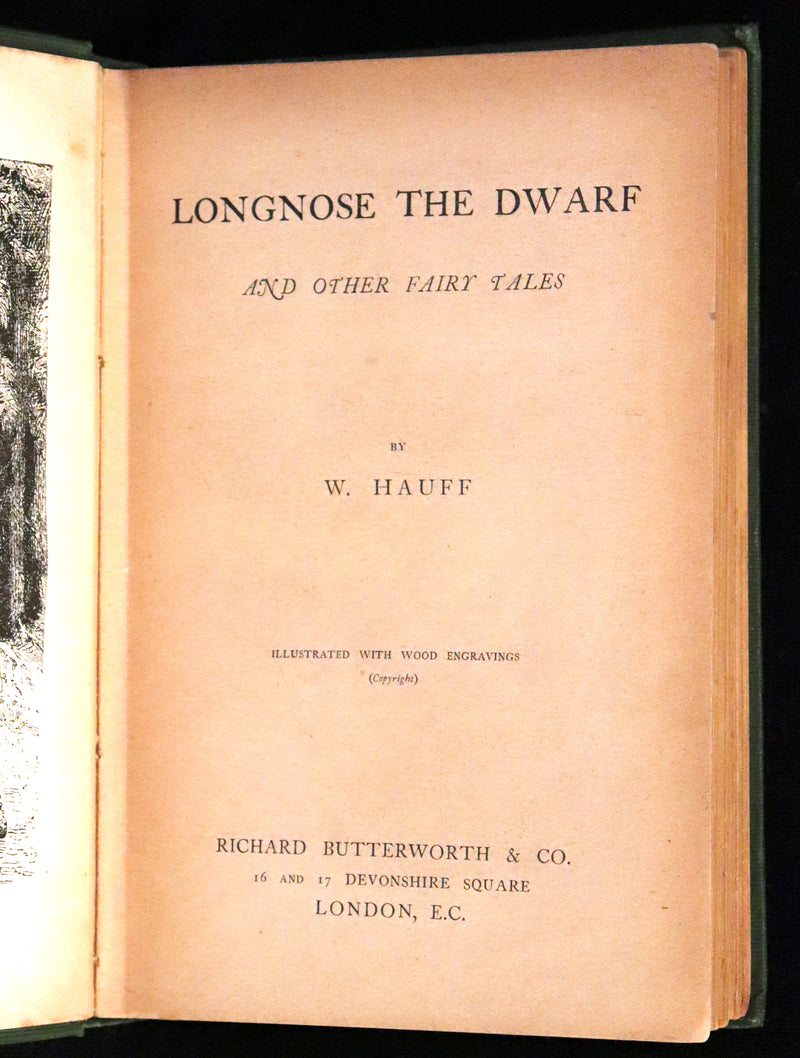 LONGNOSE THE DWARF
AND OTHER FAIRY TALES
BY
W. HAUFF
ILLUSTRATED WITH WOOD ENGRAVINGS
(Copyright)
RICHARD BUTTERWORTH & CO.
16 AND 17 DEVONSHIRE SQUARE
LONDON, E.C.